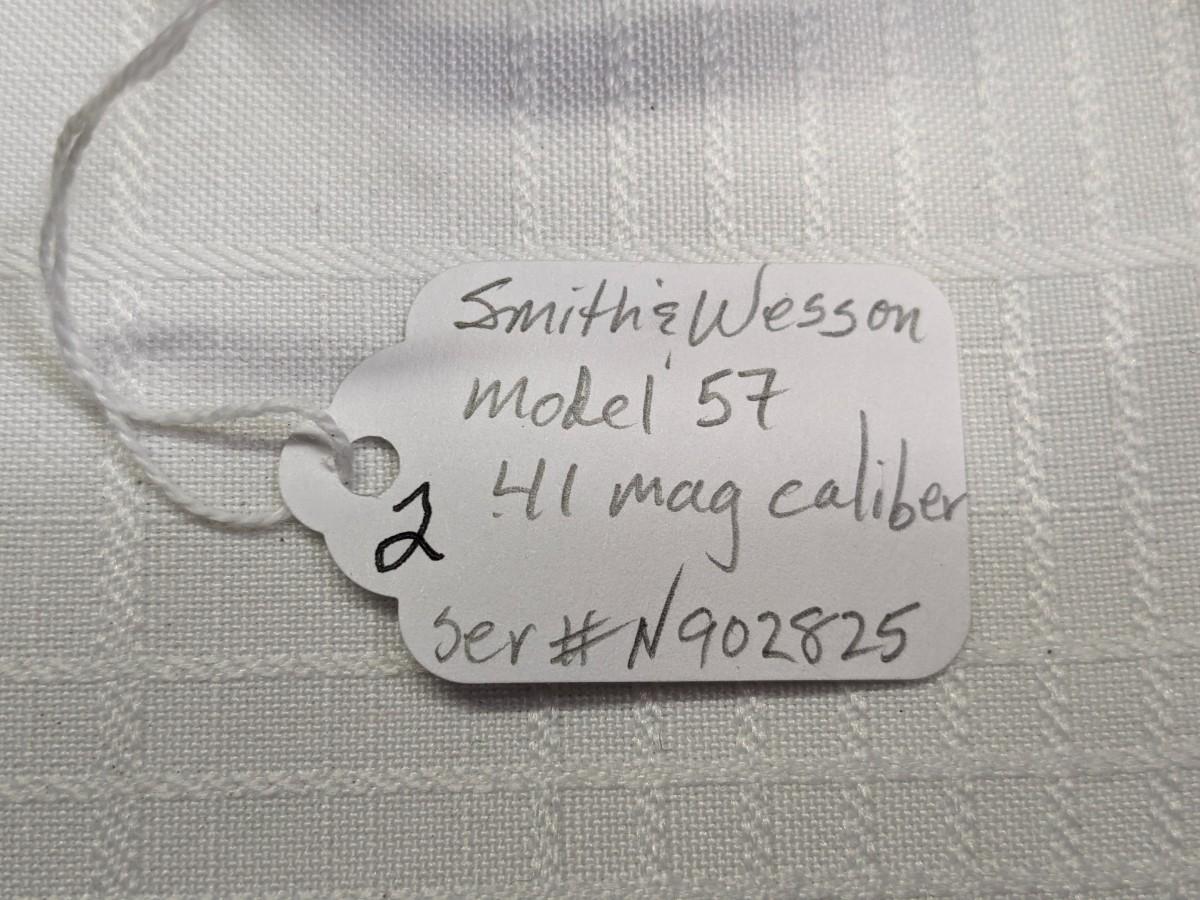 Smith & Wesson
Model 57
.41 mag caliber
2
Ser # N902825